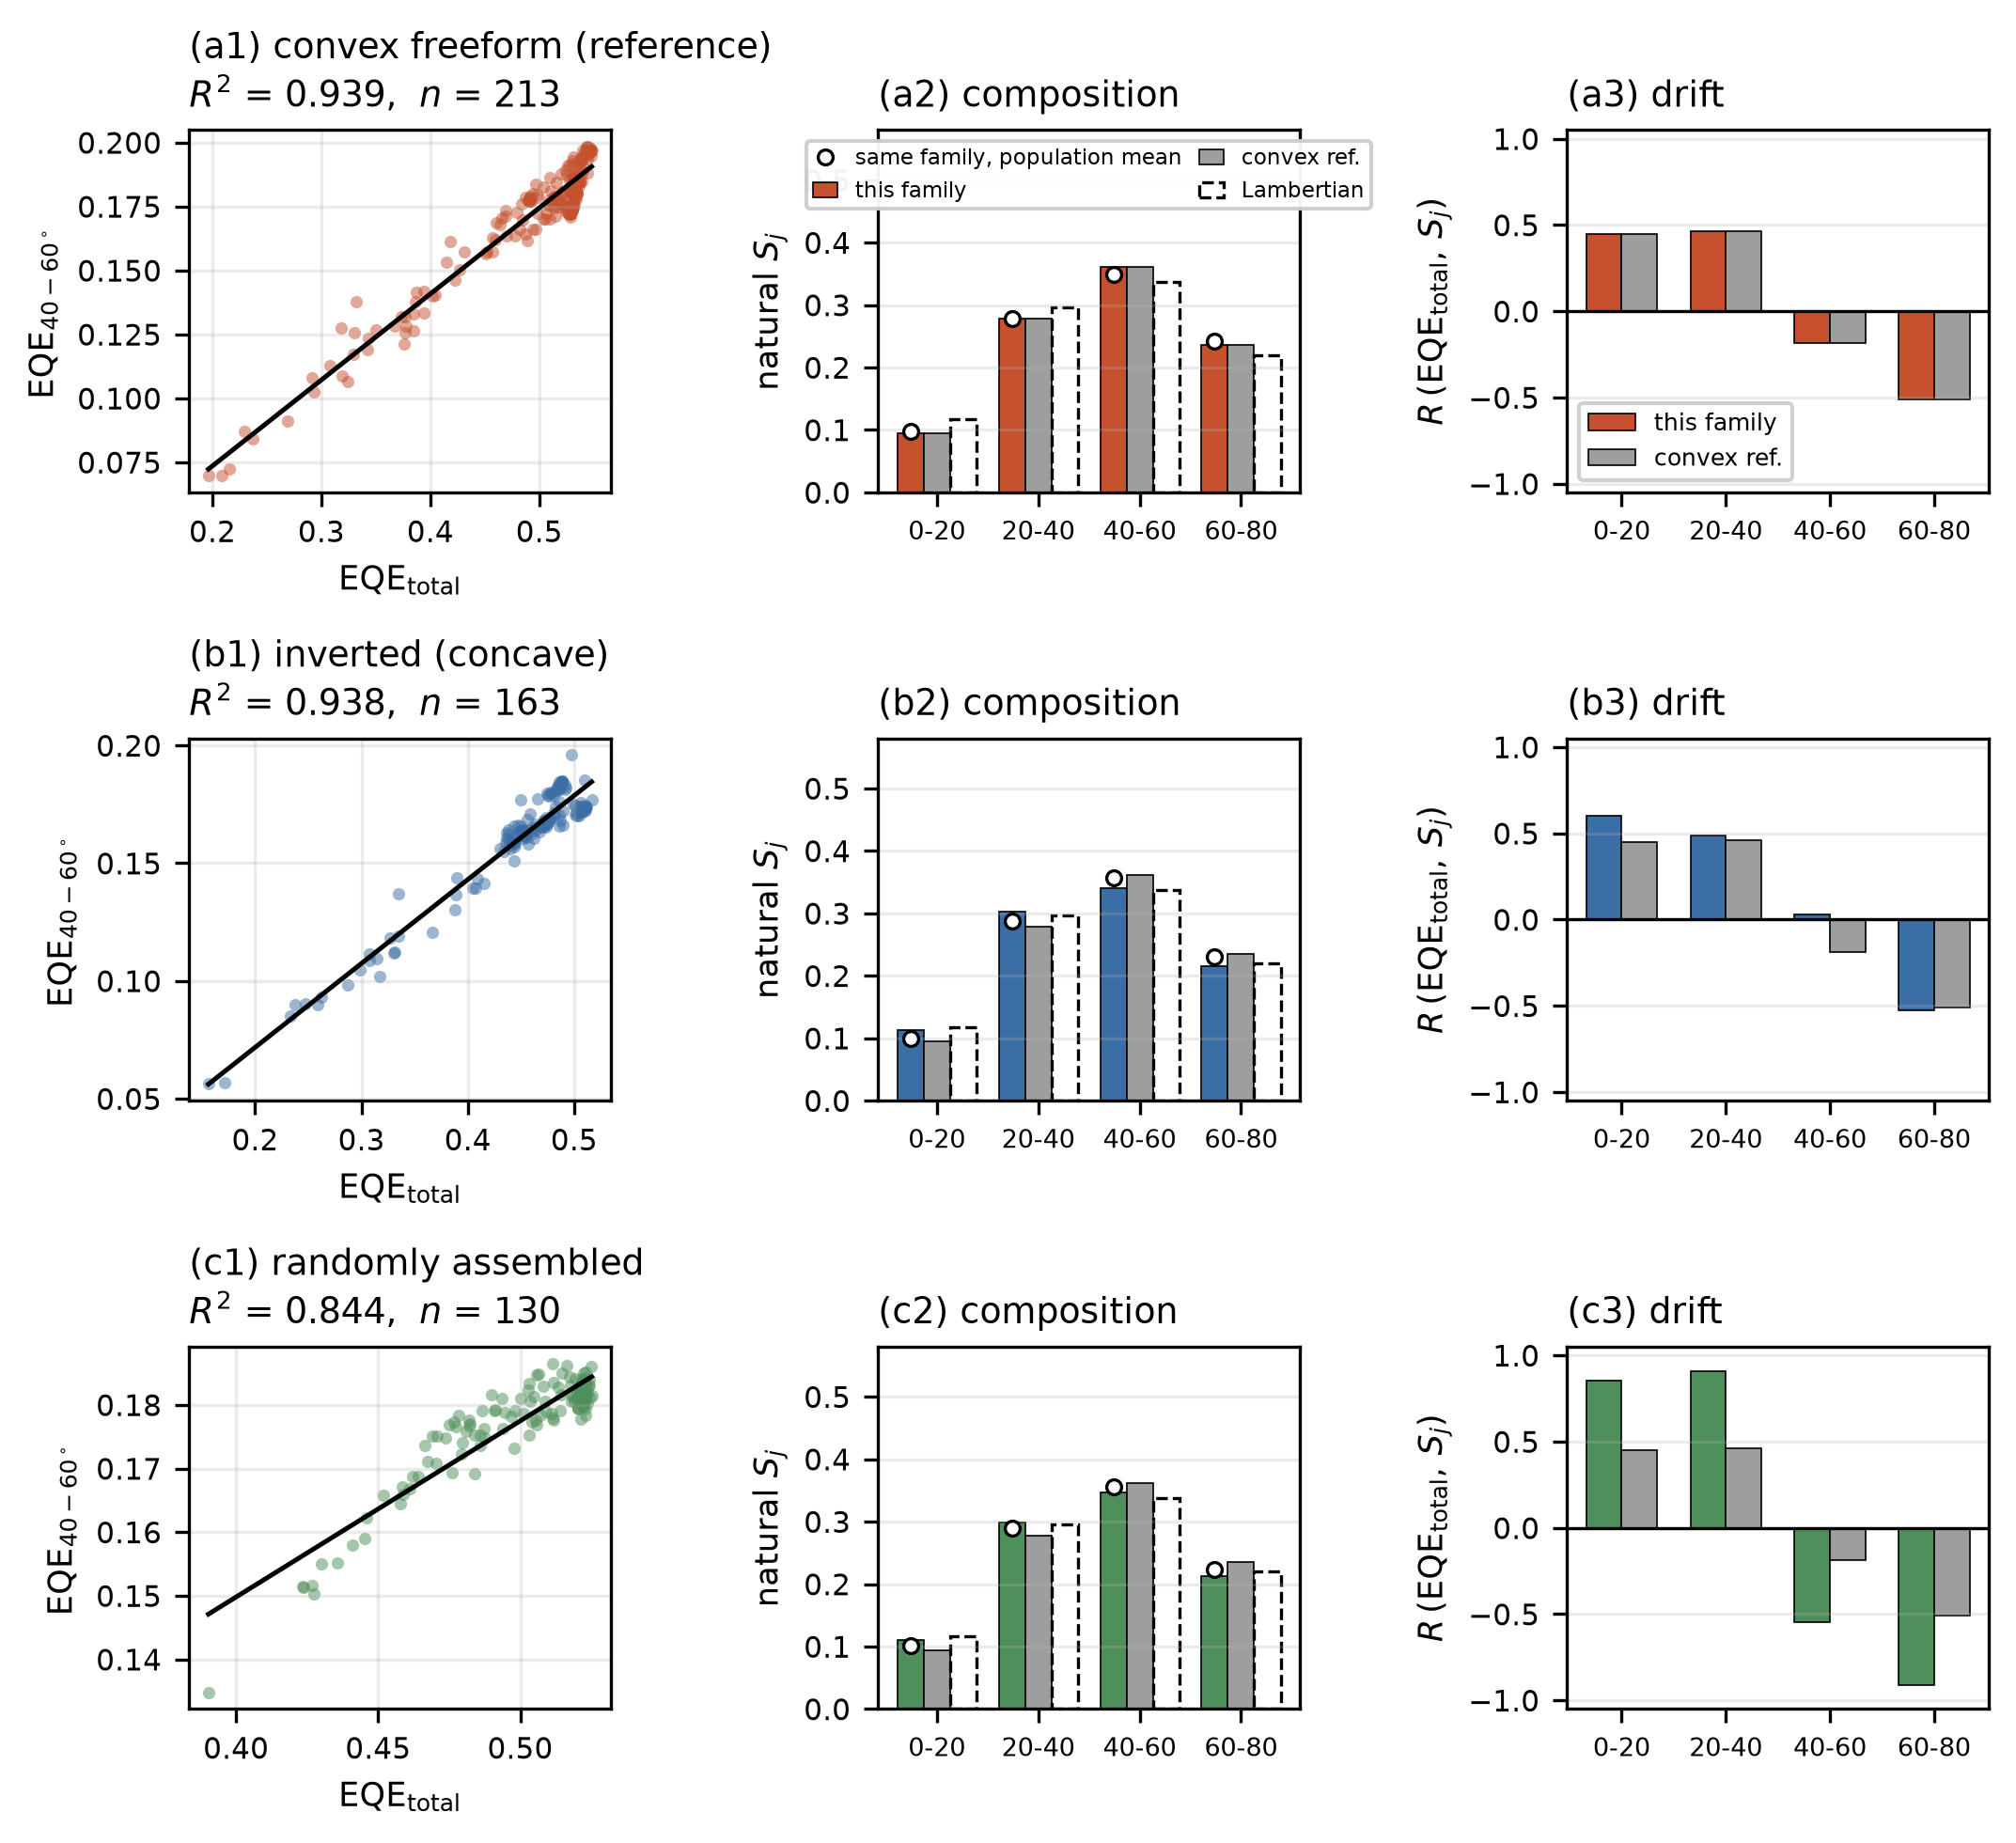 (a1) convex freeform (reference)
R² = 0.939, n = 213
0.200
0.175
0.150
0.125
0.100
0.075
EQE40−60°
0.2 0.3 0.4 0.5
EQEtotal
(a2) composition
same family, population mean
this family
convex ref.
Lambertian
0.5
0.4
0.3
0.2
0.1
0.0
natural Sj
0-20 20-40 40-60 60-80
(a3) drift
1.0
0.5
0.0
−0.5
−1.0
R (EQEtotal, Sj)
this family
convex ref.
0-20 20-40 40-60 60-80
(b1) inverted (concave)
R² = 0.938, n = 163
0.20
0.15
0.10
0.05
EQE40−60°
0.2 0.3 0.4 0.5
EQEtotal
(b2) composition
0.5
0.4
0.3
0.2
0.1
0.0
natural Sj
0-20 20-40 40-60 60-80
(b3) drift
1.0
0.5
0.0
−0.5
−1.0
R (EQEtotal, Sj)
0-20 20-40 40-60 60-80
(c1) randomly assembled
R² = 0.844, n = 130
0.18
0.17
0.16
0.15
0.14
EQE40−60°
0.40 0.45 0.50
EQEtotal
(c2) composition
0.5
0.4
0.3
0.2
0.1
0.0
natural Sj
0-20 20-40 40-60 60-80
(c3) drift
1.0
0.5
0.0
−0.5
−1.0
R (EQEtotal, Sj)
0-20 20-40 40-60 60-80